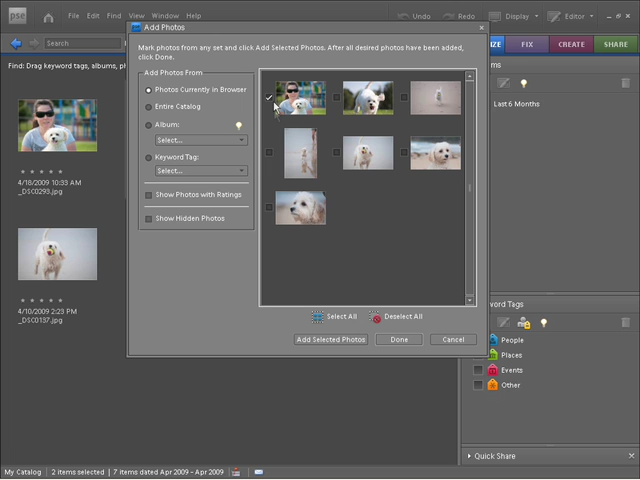 pse
File Edit Find View Window Help
Undo Redo Display Editor
Search
FIX CREATE SHARE
Find: Drag keyword tags, albums,
Add Photos
Mark photos from any set and click Add Selected Photos. After all desired photos have been added,
click Done.
Add Photos From
Photos Currently in Browser
Entire Catalog
Album:
Select...
Keyword Tag:
Select...
Show Photos with Ratings
Show Hidden Photos
Select All Deselect All
Add Selected Photos Done Cancel
4/18/2009 10:33 AM
_DSC0293.jpg
4/10/2009 2:23 PM
_DSC0137.jpg
Last 6 Months
word Tags
People
Places
Events
Other
Quick Share
My Catalog 2 items selected 7 items dated Apr 2009 - Apr 2009